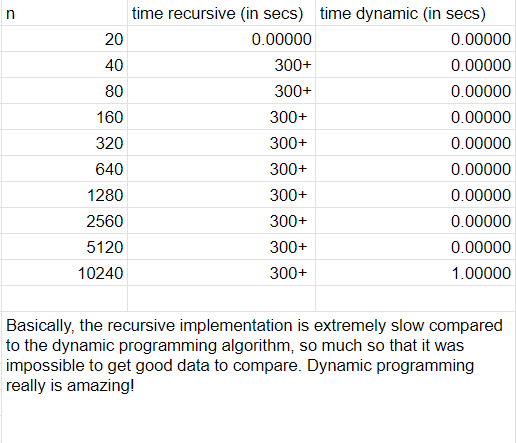 n time recursive (in secs) time dynamic (in secs)
20 0.00000 0.00000
40 300+ 0.00000
80 300+ 0.00000
160 300+ 0.00000
320 300+ 0.00000
640 300+ 0.00000
1280 300+ 0.00000
2560 300+ 0.00000
5120 300+ 0.00000
10240 300+ 1.00000
Basically, the recursive implementation is extremely slow compared
to the dynamic programming algorithm, so much so that it was
impossible to get good data to compare. Dynamic programming
really is amazing!